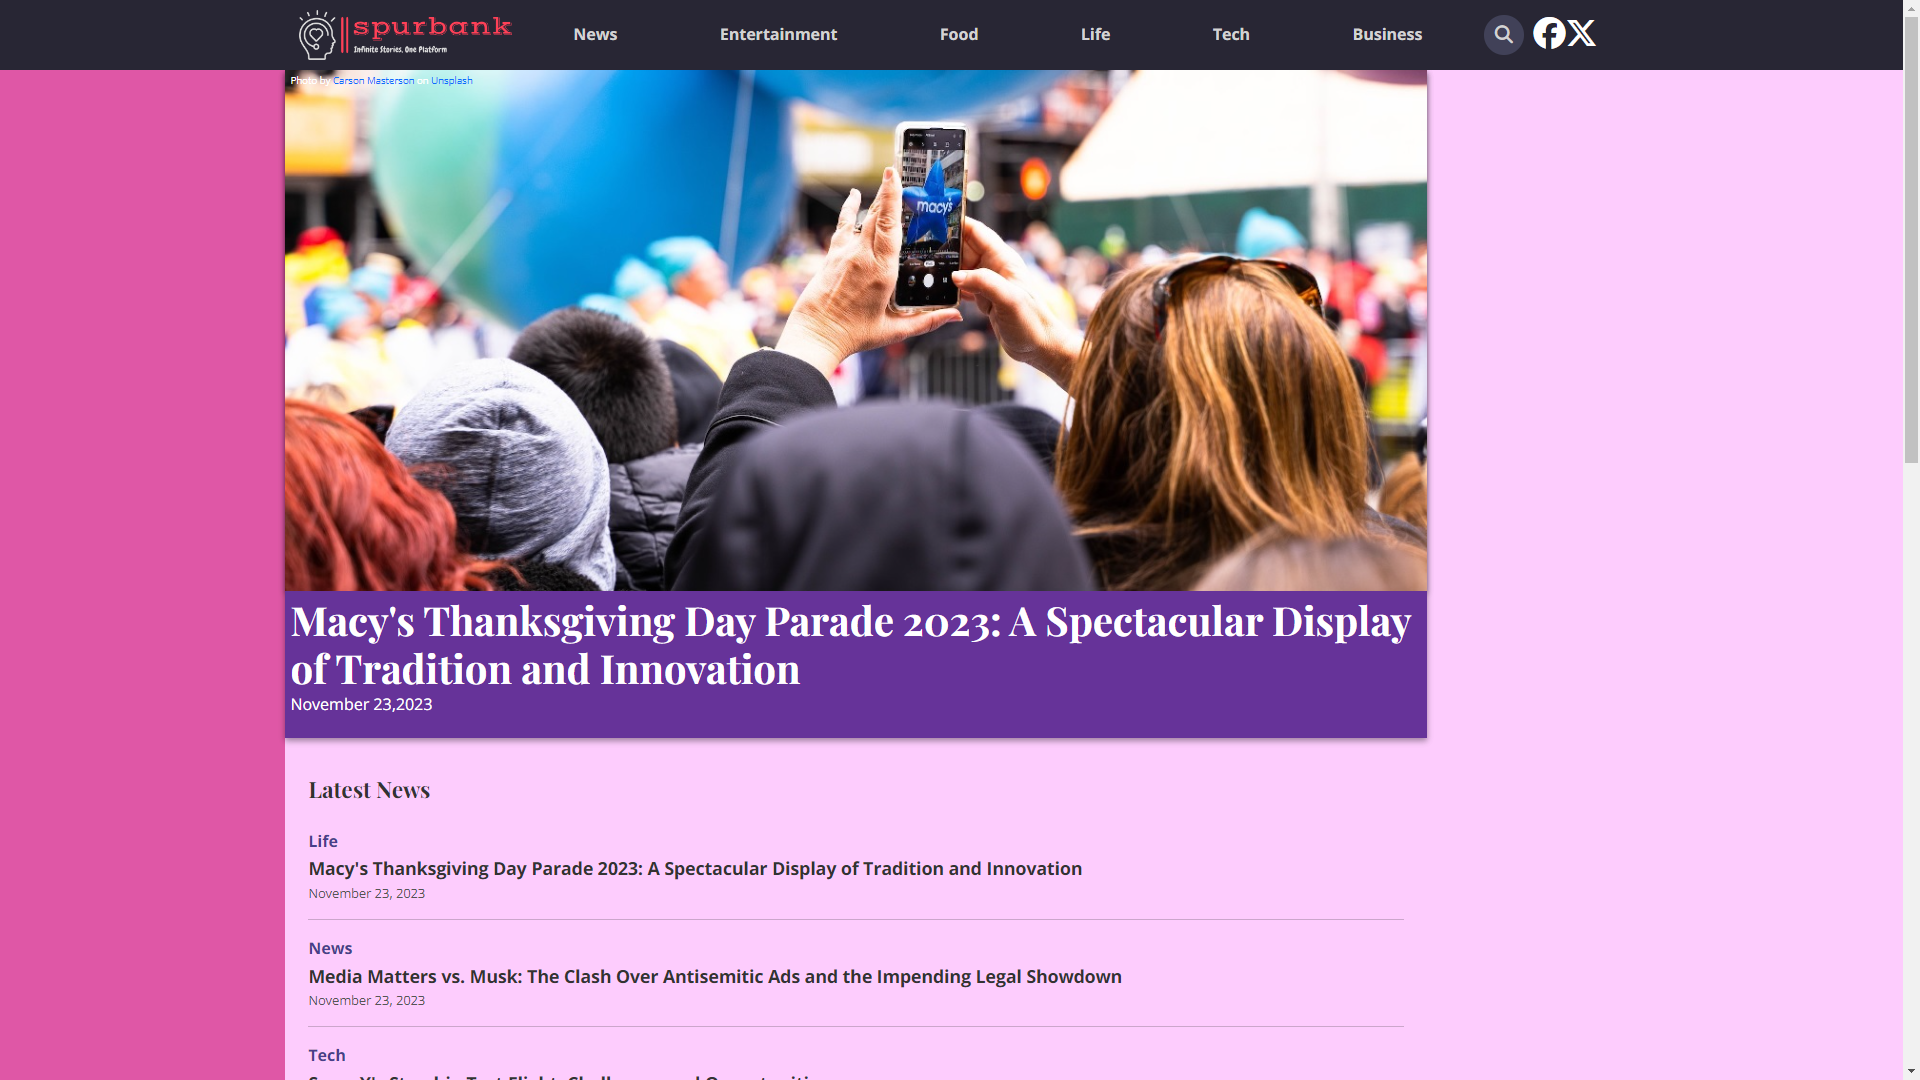 spurbank
Infinite Stories, One Platform
News
Entertainment
Food
Life
Tech
Business
Photo by Carson Masterson on Unsplash
macy's
Macy's Thanksgiving Day Parade 2023: A Spectacular Display
of Tradition and Innovation
November 23,2023
Latest News
Life
Macy's Thanksgiving Day Parade 2023: A Spectacular Display of Tradition and Innovation
November 23, 2023
News
Media Matters vs. Musk: The Clash Over Antisemitic Ads and the Impending Legal Showdown
November 23, 2023
Tech